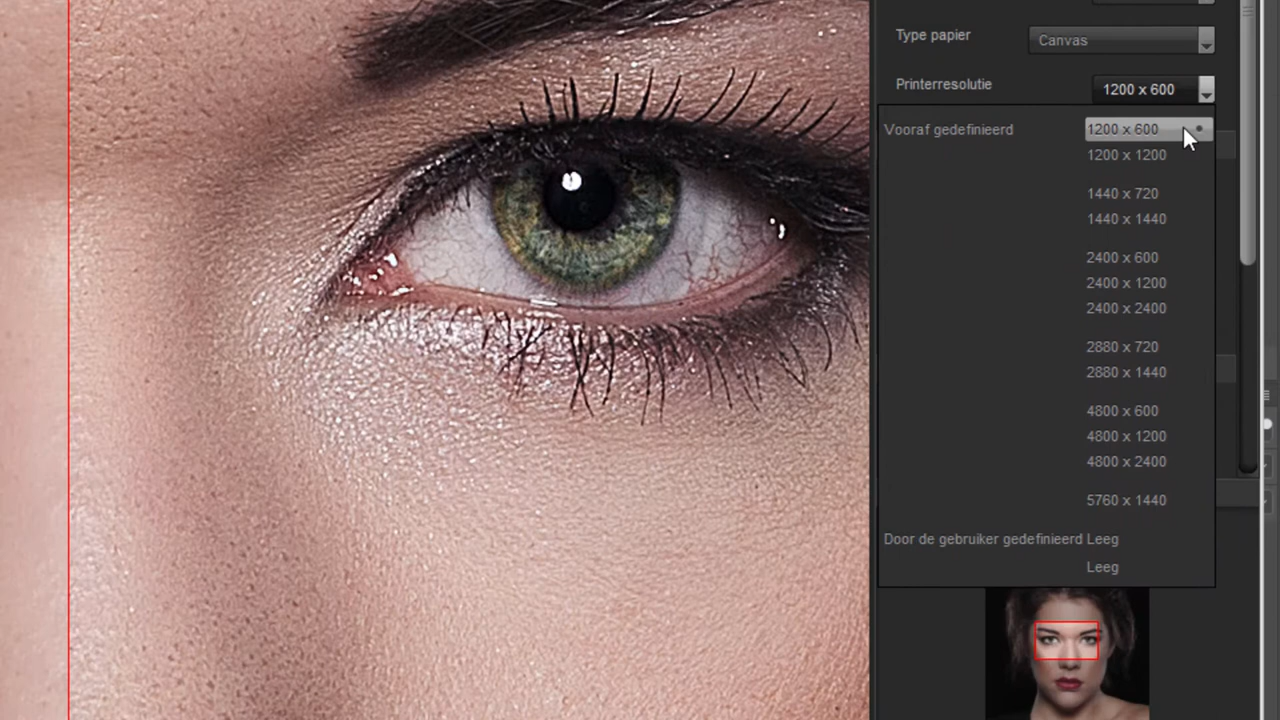 Type papier Canvas
Printerresolutie 1200 x 600
Vooraf gedefinieerd 1200 x 600
1200 x 1200
1440 x 720
1440 x 1440
2400 x 600
2400 x 1200
2400 x 2400
2880 x 720
2880 x 1440
4800 x 600
4800 x 1200
4800 x 2400
5760 x 1440
Door de gebruiker gedefinieerd Leeg
Leeg